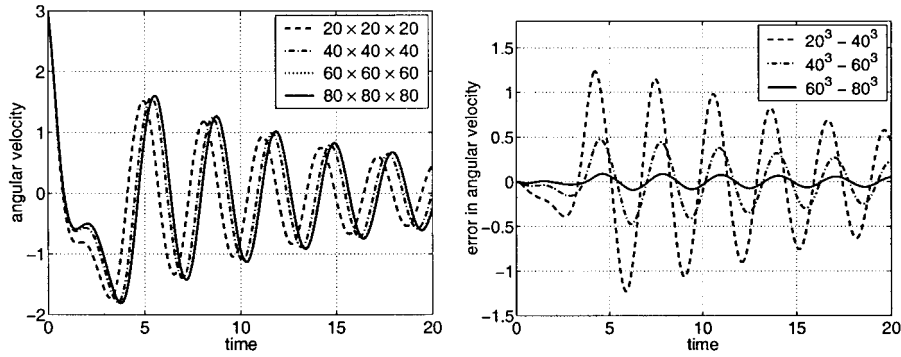 3
2
1
0
−1
−2
0
5
10
15
20
angular velocity
time
20 × 20 × 20
40 × 40 × 40
60 × 60 × 60
80 × 80 × 80
1.5
1
0.5
0
−0.5
−1
−1.5
0
5
10
15
20
error in angular velocity
time
20³ − 40³
40³ − 60³
60³ − 80³